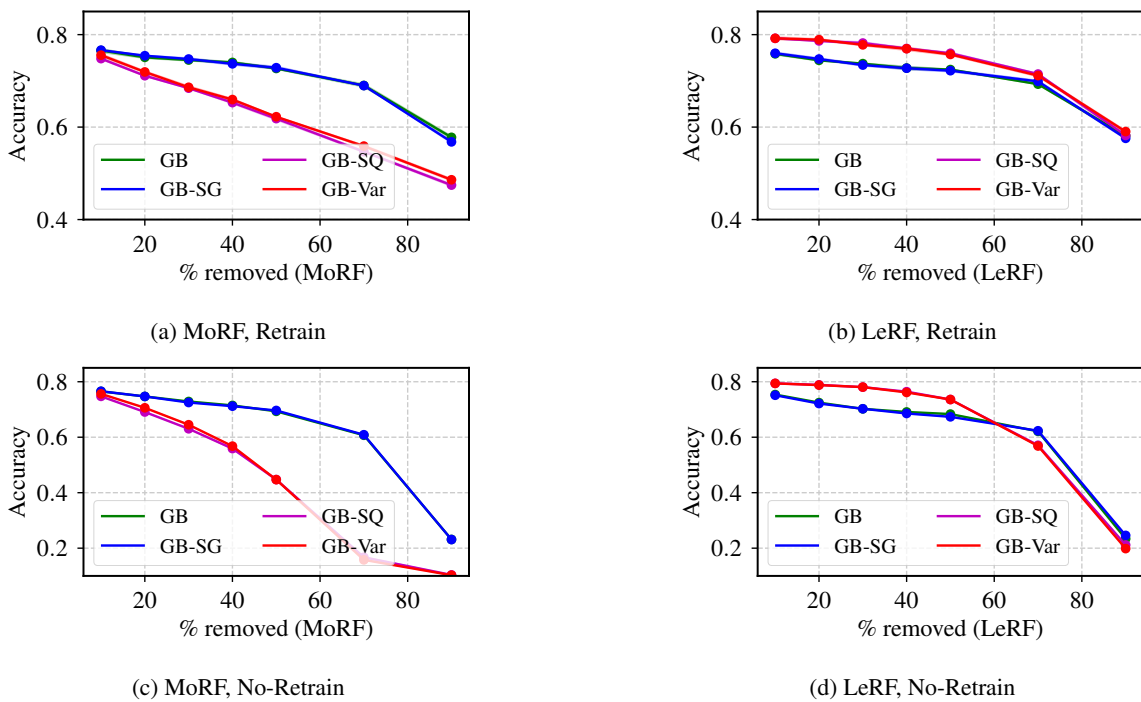 0.8
0.6
0.4
Accuracy
GB
GB-SG
GB-SQ
GB-Var
20 40 60 80
% removed (MoRF)
(a) MoRF, Retrain
0.8
0.6
0.4
Accuracy
GB
GB-SG
GB-SQ
GB-Var
20 40 60 80
% removed (LeRF)
(b) LeRF, Retrain
0.8
0.6
0.4
0.2
Accuracy
GB
GB-SG
GB-SQ
GB-Var
20 40 60 80
% removed (MoRF)
(c) MoRF, No-Retrain
0.8
0.6
0.4
0.2
Accuracy
GB
GB-SG
GB-SQ
GB-Var
20 40 60 80
% removed (LeRF)
(d) LeRF, No-Retrain